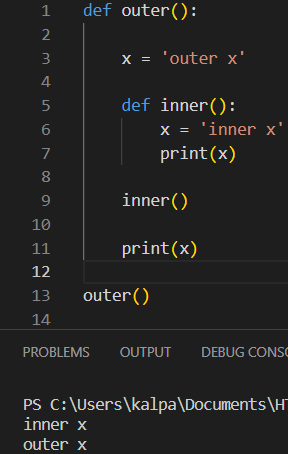 1 def outer():
2
3     x = 'outer x'
4
5     def inner():
6         x = 'inner x'
7         print(x)
8
9     inner()
10
11     print(x)
12
13 outer()
14
PROBLEMS OUTPUT DEBUG CONSO
PS C:\Users\kalpa\Documents\HT
inner x
outer x